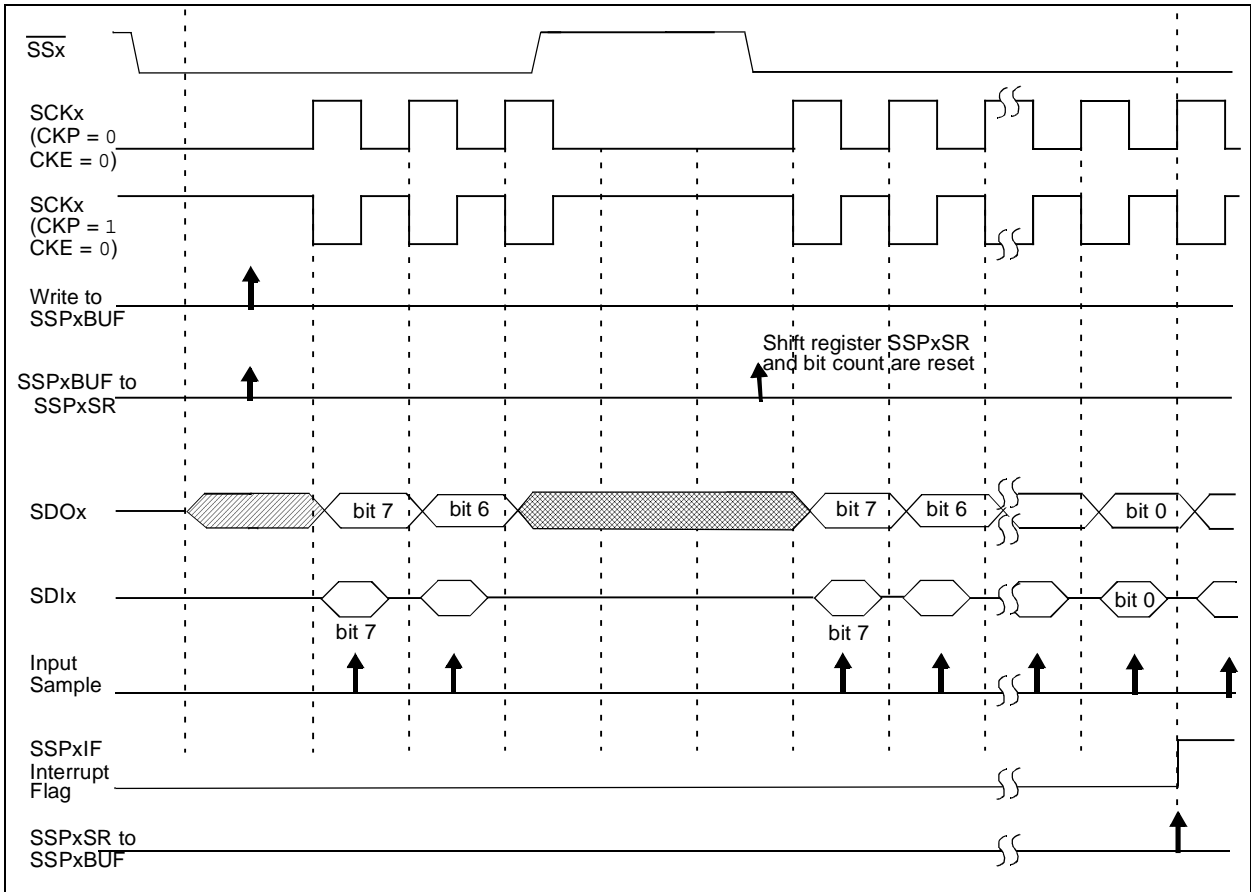 SSx
SCKx
(CKP = 0
CKE = 0)
SCKx
(CKP = 1
CKE = 0)
Write to
SSPxBUF
Shift register SSPxSR
and bit count are reset
SSPxBUF to
SSPxSR
SDOx
bit 7
bit 6
bit 7
bit 6
bit 0
SDIx
bit 0
bit 7
bit 7
Input
Sample
SSPxIF
Interrupt
Flag
SSPxSR to
SSPxBUF